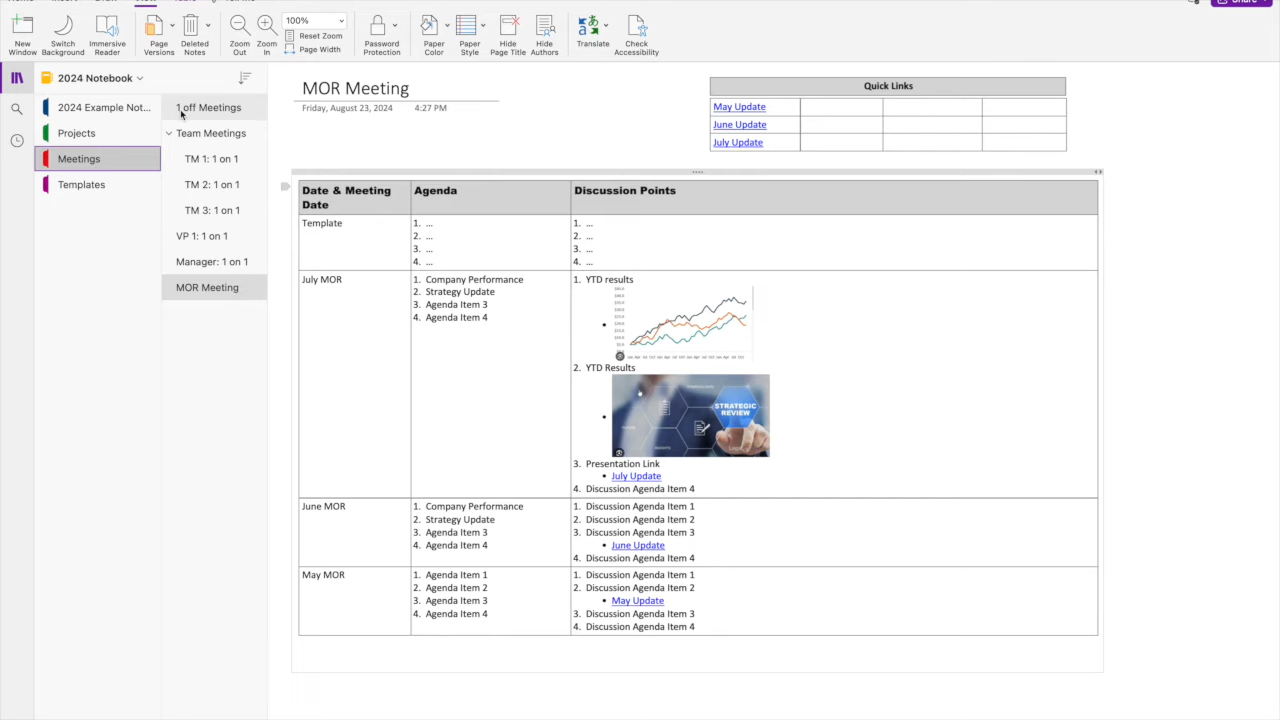 Share
New Window
Switch Background
Immersive Reader
Page Versions
Deleted Notes
Zoom Out
Zoom In
100%
Reset Zoom
Page Width
Password Protection
Paper Color
Paper Style
Hide Page Title
Hide Authors
Translate
Check Accessibility
2024 Notebook
2024 Example Not...
Projects
Meetings
Templates
1 off Meetings
Team Meetings
TM 1: 1 on 1
TM 2: 1 on 1
TM 3: 1 on 1
VP 1: 1 on 1
Manager: 1 on 1
MOR Meeting
MOR Meeting
Friday, August 23, 2024 4:27 PM
Quick Links
May Update
June Update
July Update
Date & Meeting Date
Agenda
Discussion Points
Template
1. ...
2. ...
3. ...
4. ...
1. ...
2. ...
3. ...
4. ...
July MOR
1. Company Performance
2. Strategy Update
3. Agenda Item 3
4. Agenda Item 4
1. YTD results
2. YTD Results
STRATEGIC REVIEW
3. Presentation Link
• July Update
4. Discussion Agenda Item 4
June MOR
1. Company Performance
2. Strategy Update
3. Agenda Item 3
4. Agenda Item 4
1. Discussion Agenda Item 1
2. Discussion Agenda Item 2
3. Discussion Agenda Item 3
• June Update
4. Discussion Agenda Item 4
May MOR
1. Agenda Item 1
2. Agenda Item 2
3. Agenda Item 3
4. Agenda Item 4
1. Discussion Agenda Item 1
2. Discussion Agenda Item 2
• May Update
3. Discussion Agenda Item 3
4. Discussion Agenda Item 4